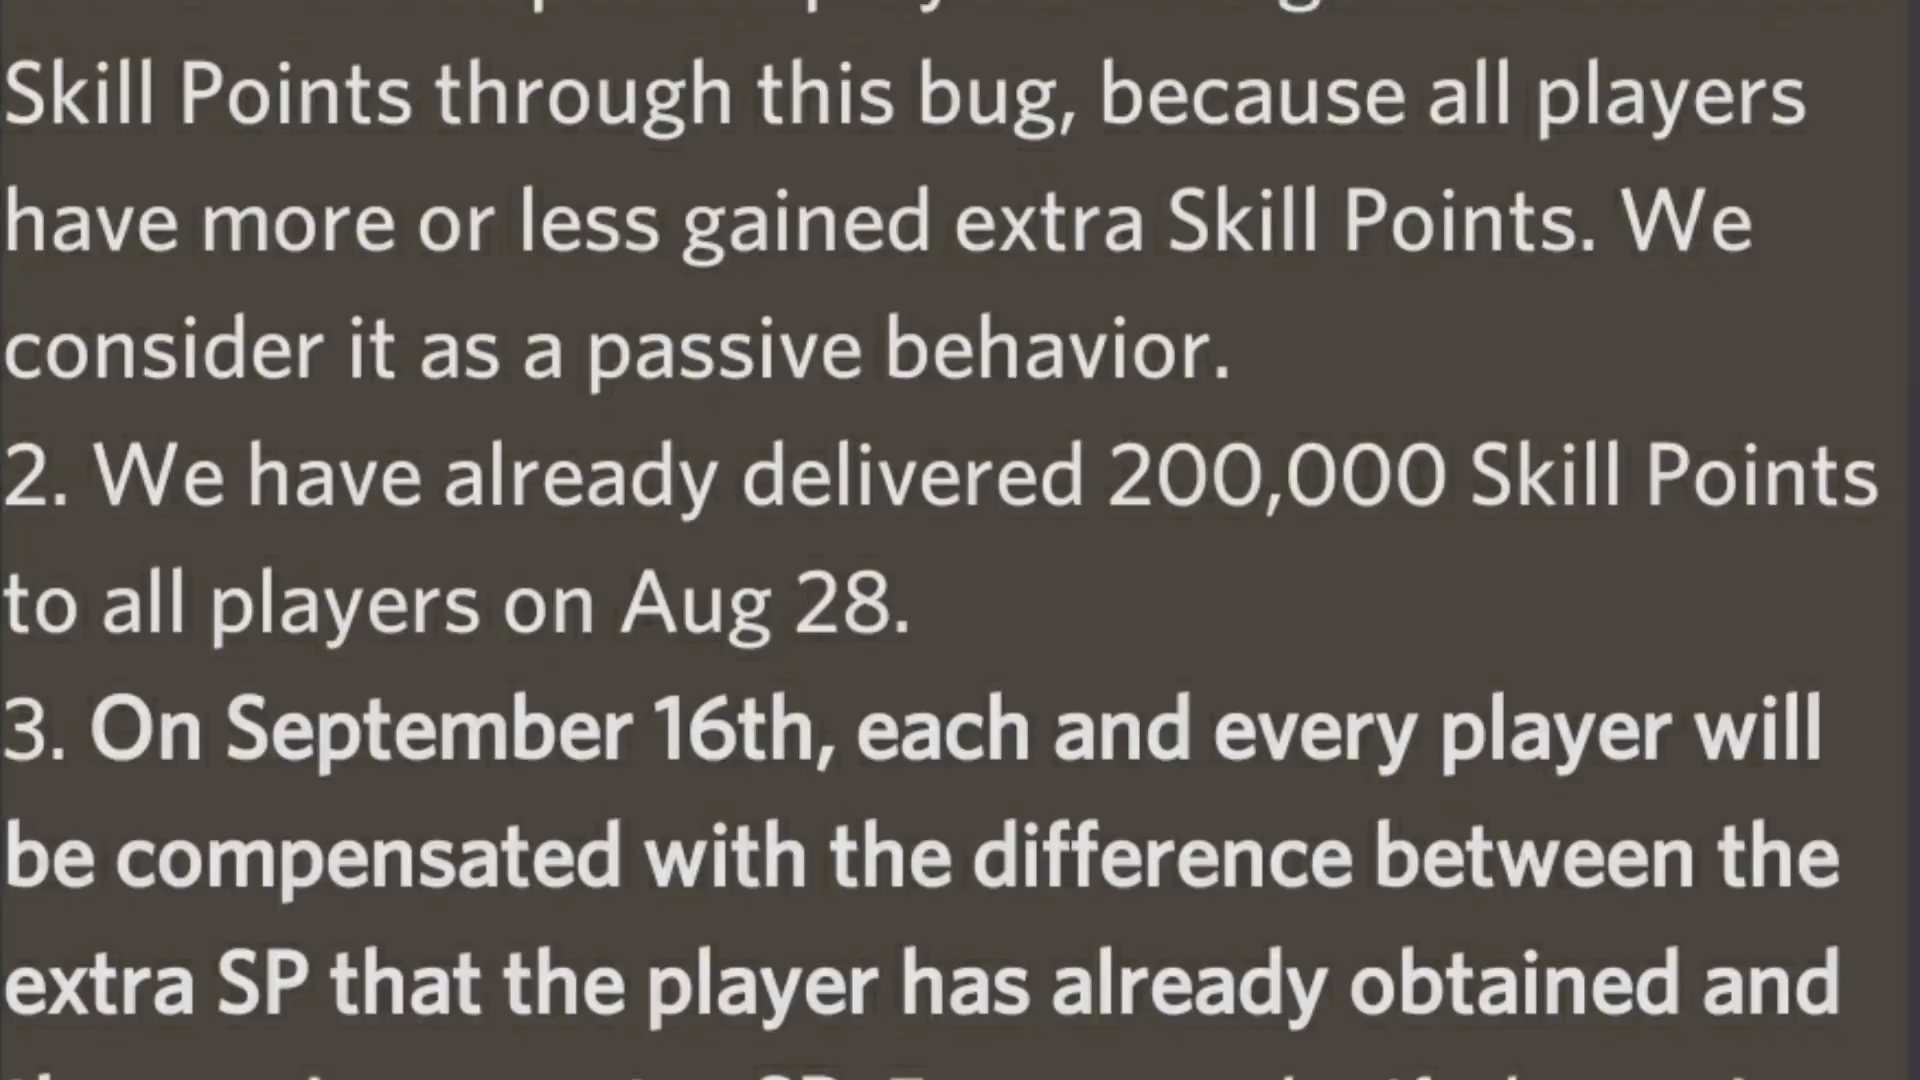 Skill Points through this bug, because all players
have more or less gained extra Skill Points. We
consider it as a passive behavior.
2. We have already delivered 200,000 Skill Points
to all players on Aug 28.
3. On September 16th, each and every player will
be compensated with the difference between the
extra SP that the player has already obtained and